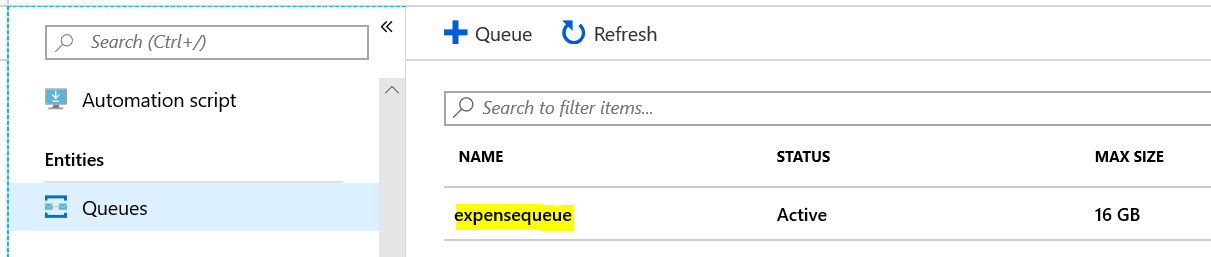 Search (Ctrl+/)
«
Automation script
Entities
Queues
Queue
Refresh
Search to filter items...
NAME STATUS MAX SIZE
expensequeue Active 16 GB